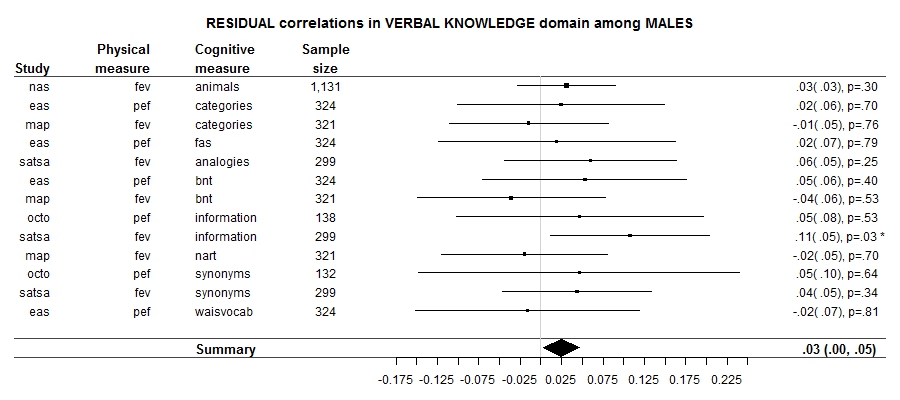 RESIDUAL correlations in VERBAL KNOWLEDGE domain among MALES
Physical Cognitive Sample
Study measure measure size
nas fev animals 1,131 .03( .03), p=.30
eas pef categories 324 .02 (.06), p=.70
map fev categories 321 -.01( .05), p=.76
eas pef fas 324 .02( .07), p=.79
satsa fev analogies 299 .06( .05), p=.25
eas pef bnt 324 .05( .06), p=.40
map fev bnt 321 -.04( .06), p=.53
octo pef information 138 .05( .08), p=.53
satsa fev information 299 .11( .05), p=.03 *
map fev nart 321 -.02( .05), p=.70
octo pef synonyms 132 .05( .10), p=.64
satsa fev synonyms 299 .04( .05), p=.34
eas pef waisvocab 324 -.02( .07), p=.81
Summary .03 (.00, .05)
-0.175 -0.125 -0.075 -0.025 0.025 0.075 0.125 0.175 0.225